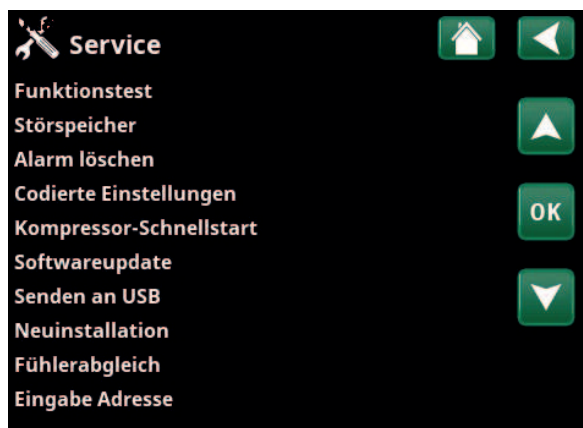 Service
Funktionstest
Störspeicher
Alarm löschen
Codierte Einstellungen
OK
Kompressor-Schnellstart
Softwareupdate
Senden an USB
Neuinstallation
Fühlerabgleich
Eingabe Adresse